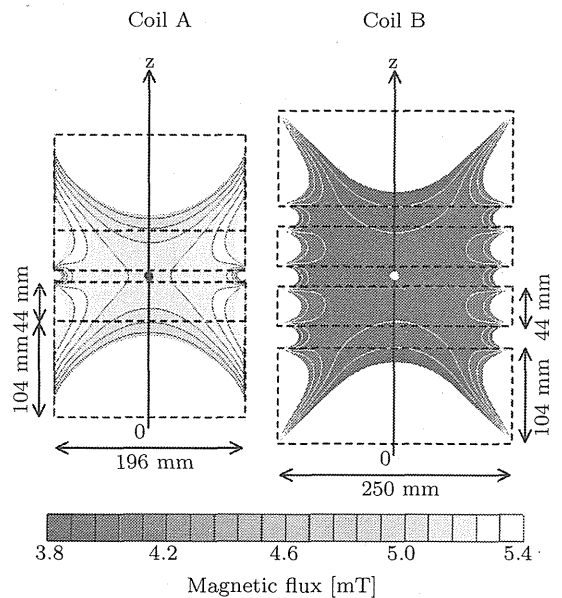 Coil A
Coil B
z
z
44 mm
104 mm
44 mm
104 mm
0
0
196 mm
250 mm
3.8
4.2
4.6
5.0
5.4
Magnetic flux [mT]